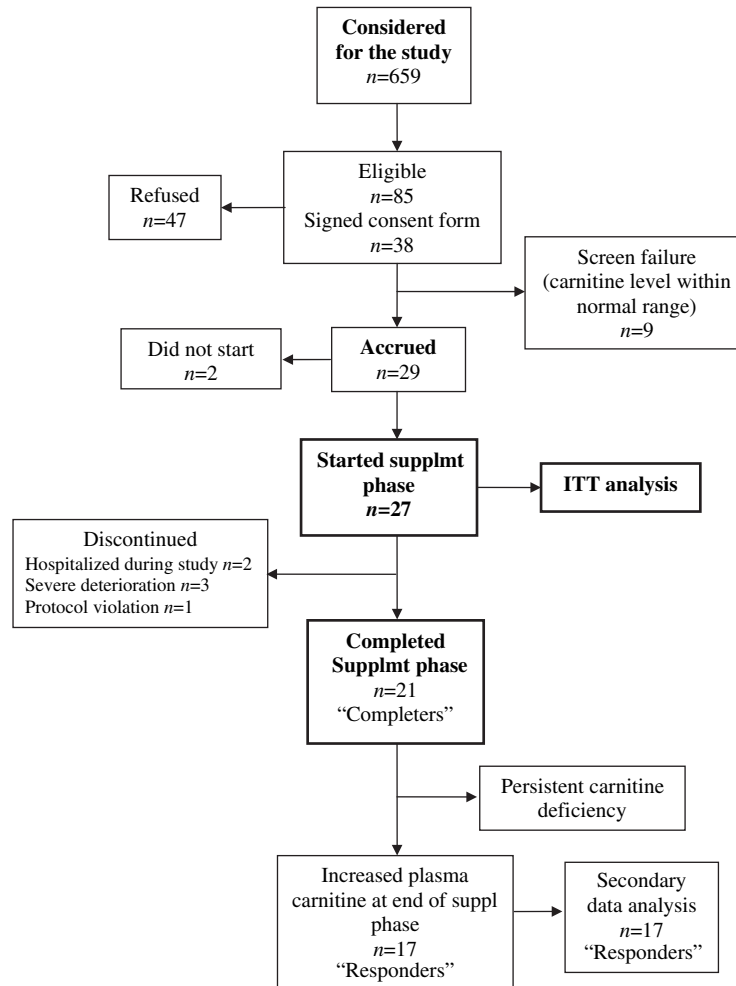 Considered
for the study
n=659
Eligible
n=85
Signed consent form
n=38
Refused
n=47
Screen failure
(carnitine level within
normal range)
n=9
Accrued
n=29
Did not start
n=2
Started supplmt
phase
n=27
ITT analysis
Discontinued
Hospitalized during study n=2
Severe deterioration n=3
Protocol violation n=1
Completed
Supplmt phase
n=21
“Completers”
Persistent carnitine
deficiency
Increased plasma
carnitine at end of suppl
phase
n=17
“Responders”
Secondary
data analysis
n=17
“Responders”